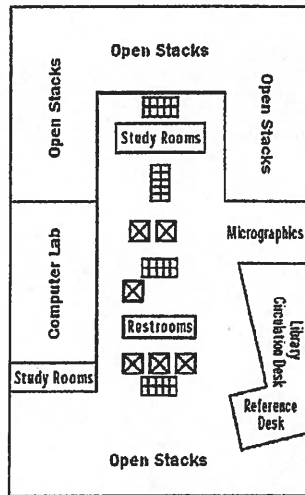 Open Stacks
Open Stacks
Open Stacks
Study Rooms
Micrographics
Computer Lab
Library
Circulation Desk
Restrooms
Study Rooms
Reference
Desk
Open Stacks